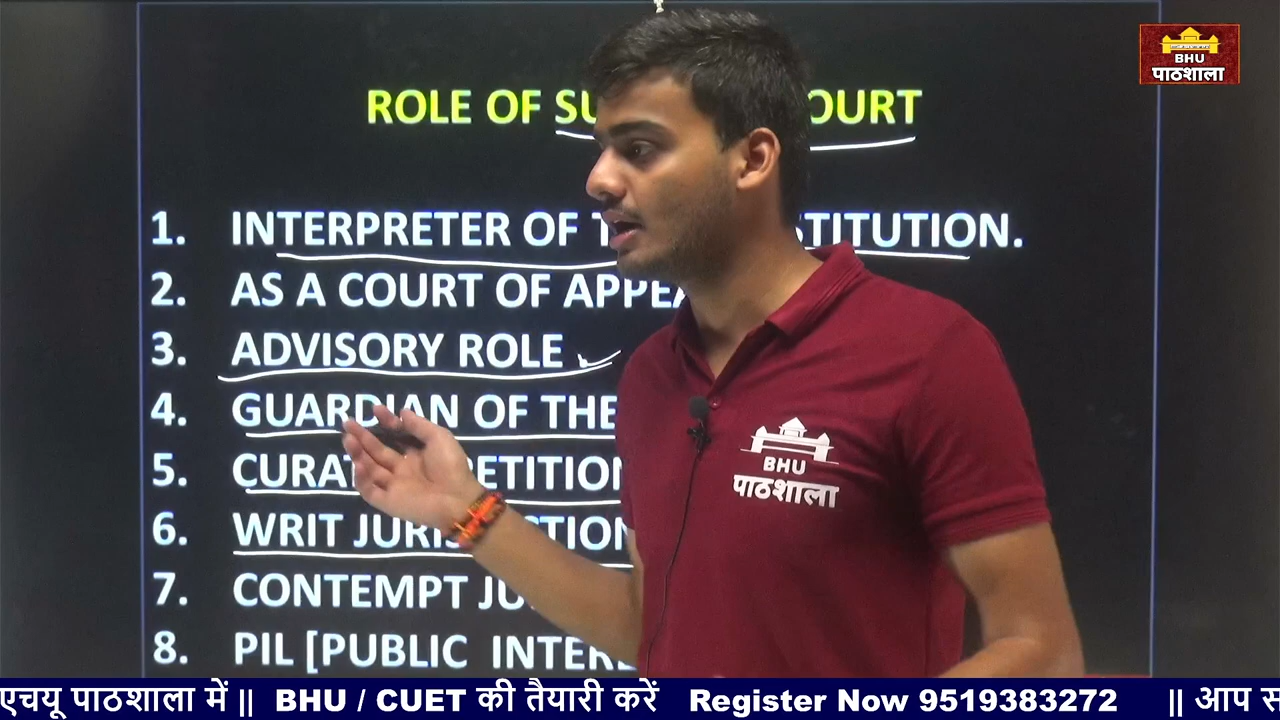 BHU
पाठशाला
ROLE OF SU OURT
1. INTERPRETER OF T STITUTION.
2. AS A COURT OF APPEA
3. ADVISORY ROLE
4. GUARDIAN OF THE
5. CURAT PETITION
6. WRIT JURIS CTION
7. CONTEMPT JU
8. PIL [PUBLIC INTERE
BHU
पाठशाला
एचयू पाठशाला में || BHU / CUET की तैयारी करें Register Now 9519383272 || आप स